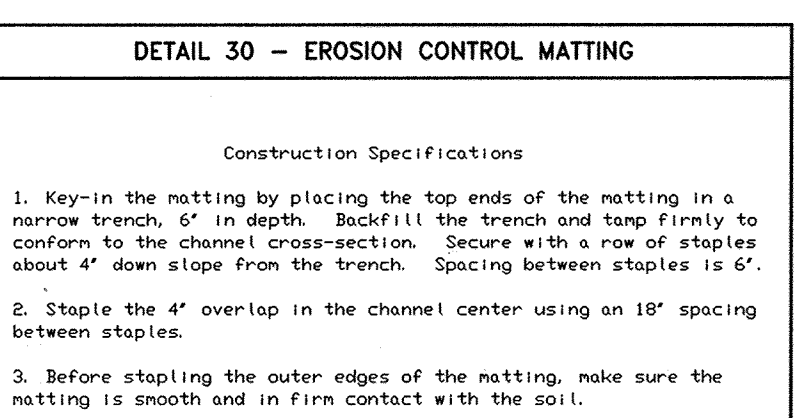 DETAIL 30 – EROSION CONTROL MATTING
Construction Specifications
1. Key-in the matting by placing the top ends of the matting in a
narrow trench, 6" in depth. Backfill the trench and tamp firmly to
conform to the channel cross-section. Secure with a row of staples
about 4" down slope from the trench. Spacing between staples is 6".
2. Staple the 4" overlap in the channel center using an 18" spacing
between staples.
3. Before stapling the outer edges of the matting, make sure the
matting is smooth and in firm contact with the soil.